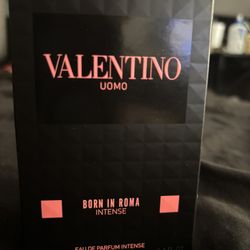 VALENTINO
UOMO
BORN IN ROMA
INTENSE
EAU DE PARFUM INTENSE